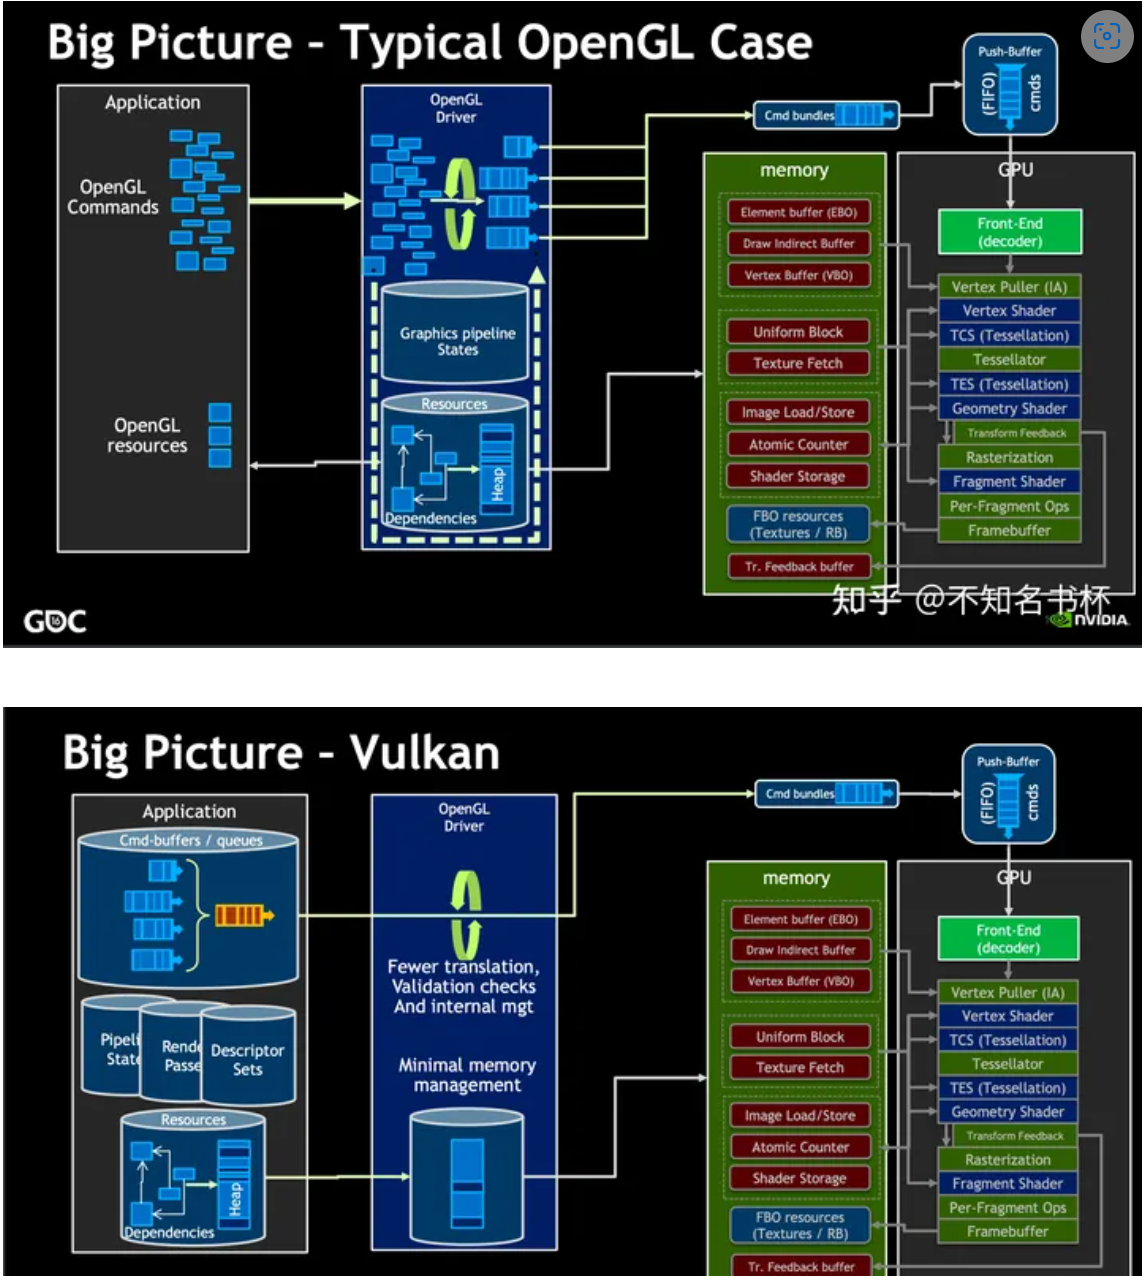 Big Picture - Typical OpenGL Case
Application
OpenGL
Commands
OpenGL
resources
OpenGL
Driver
Graphics pipeline
States
Resources
Heap
Dependencies
Cmd bundles
Push-Buffer
(FIFO)
cmds
memory
Element buffer (EBO)
Draw Indirect Buffer
Vertex Buffer (VBO)
Uniform Block
Texture Fetch
Image Load/Store
Atomic Counter
Shader Storage
FBO resources
(Textures / RB)
Tr. Feedback buffer
GPU
Front-End
(decoder)
Vertex Puller (IA)
Vertex Shader
TCS (Tessellation)
Tessellator
TES (Tessellation)
Geometry Shader
Transform Feedback
Rasterization
Fragment Shader
Per-Fragment Ops
Framebuffer
知乎 @不知名书杯
GDC
16
NVIDIA.
Big Picture - Vulkan
Application
Cmd-buffers / queues
Pipeli
State
Rende
Passe
Descriptor
Sets
Resources
Heap
Dependencies
OpenGL
Driver
Fewer translation,
Validation checks
And internal mgt
Minimal memory
management
Cmd bundles
Push-Buffer
(FIFO)
cmds
memory
Element buffer (EBO)
Draw Indirect Buffer
Vertex Buffer (VBO)
Uniform Block
Texture Fetch
Image Load/Store
Atomic Counter
Shader Storage
FBO resources
(Textures / RB)
Tr. Feedback buffer
GPU
Front-End
(decoder)
Vertex Puller (IA)
Vertex Shader
TCS (Tessellation)
Tessellator
TES (Tessellation)
Geometry Shader
Transform Feedback
Rasterization
Fragment Shader
Per-Fragment Ops
Framebuffer